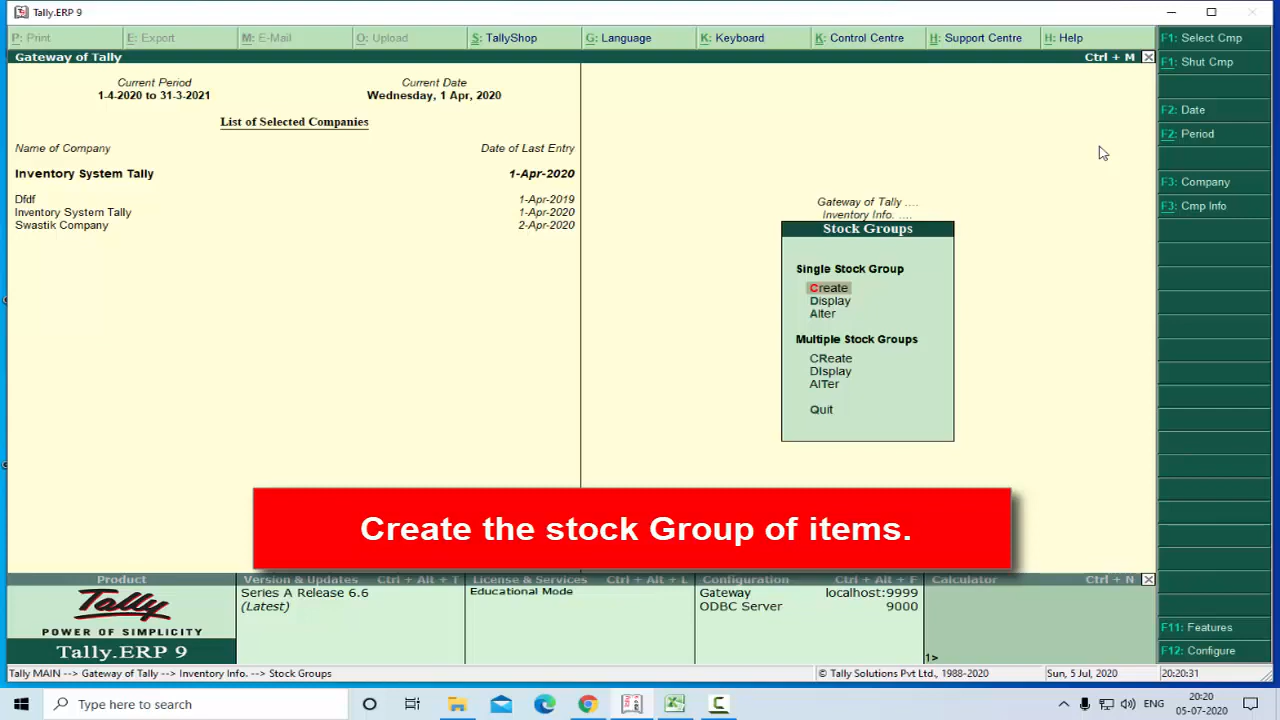 Tally.ERP 9
P: Print
E: Export
M: E-Mail
O: Upload
S: TallyShop
G: Language
K: Keyboard
K: Control Centre
H: Support Centre
H: Help
F1: Select Cmp
F1: Shut Cmp
F2: Date
F2: Period
F3: Company
F3: Cmp Info
F11: Features
F12: Configure
Gateway of Tally
Ctrl + M
Current Period
1-4-2020 to 31-3-2021
Current Date
Wednesday, 1 Apr, 2020
List of Selected Companies
Name of Company Date of Last Entry
Inventory System Tally 1-Apr-2020
Dfdf 1-Apr-2019
Inventory System Tally 1-Apr-2020
Swastik Company 2-Apr-2020
Gateway of Tally ....
Inventory Info. ....
Stock Groups
Single Stock Group
Create
Display
Alter
Multiple Stock Groups
CReate
DIsplay
AlTer
Quit
Create the stock Group of items.
Product
Tally
POWER OF SIMPLICITY
Tally.ERP 9
Version & Updates Ctrl + Alt + T
Series A Release 6.6
(Latest)
License & Services Ctrl + Alt + L
Educational Mode
Configuration Ctrl + Alt + F
Gateway localhost:9999
ODBC Server 9000
Calculator Ctrl + N
1>
Tally MAIN --> Gateway of Tally --> Inventory Info. --> Stock Groups
© Tally Solutions Pvt Ltd., 1988-2020
Sun, 5 Jul, 2020
20:20:31
Type here to search
ENG
20:20
05-07-2020